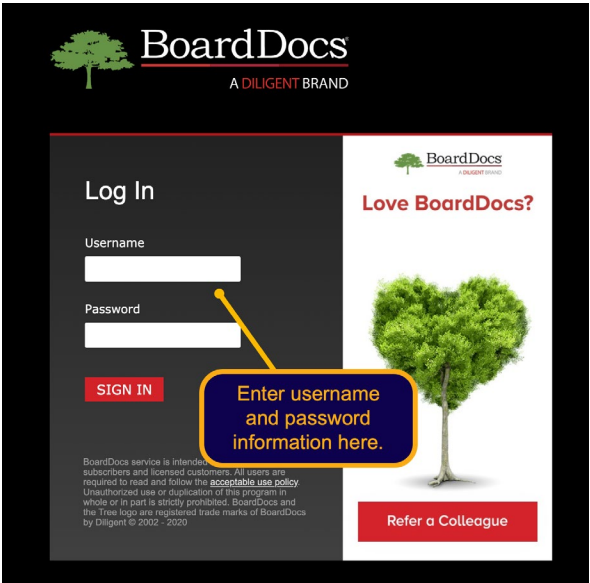 BoardDocs
A DILIGENT BRAND
Log In
Username
Password
SIGN IN
Enter username
and password
information here.
BoardDocs service is intended
subscribers and licensed customers. All users are
required to read and follow the acceptable use policy.
Unauthorized use or duplication of this program in
whole or in part is strictly prohibited. BoardDocs and
the Tree logo are registered trade marks of BoardDocs
by Diligent © 2002 - 2020
BoardDocs
A DILIGENT BRAND
Love BoardDocs?
Refer a Colleague